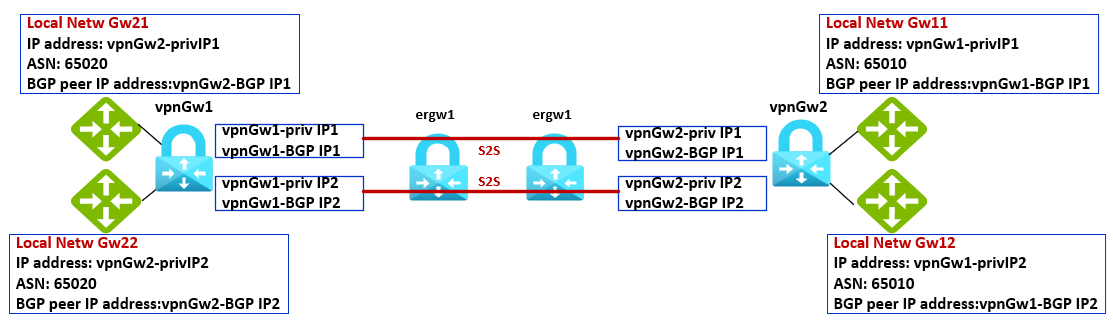 Local Netw Gw21
IP address: vpnGw2-privIP1
ASN: 65020
BGP peer IP address:vpnGw2-BGP IP1
Local Netw Gw11
IP address: vpnGw1-privIP1
ASN: 65010
BGP peer IP address:vpnGw1-BGP IP1
vpnGw1
ergw1
ergw1
vpnGw2
vpnGw1-priv IP1
vpnGw1-BGP IP1
S2S
vpnGw2-priv IP1
vpnGw2-BGP IP1
vpnGw1-priv IP2
vpnGw1-BGP IP2
S2S
vpnGw2-priv IP2
vpnGw2-BGP IP2
Local Netw Gw22
IP address: vpnGw2-privIP2
ASN: 65020
BGP peer IP address:vpnGw2-BGP IP2
Local Netw Gw12
IP address: vpnGw1-privIP2
ASN: 65010
BGP peer IP address:vpnGw1-BGP IP2